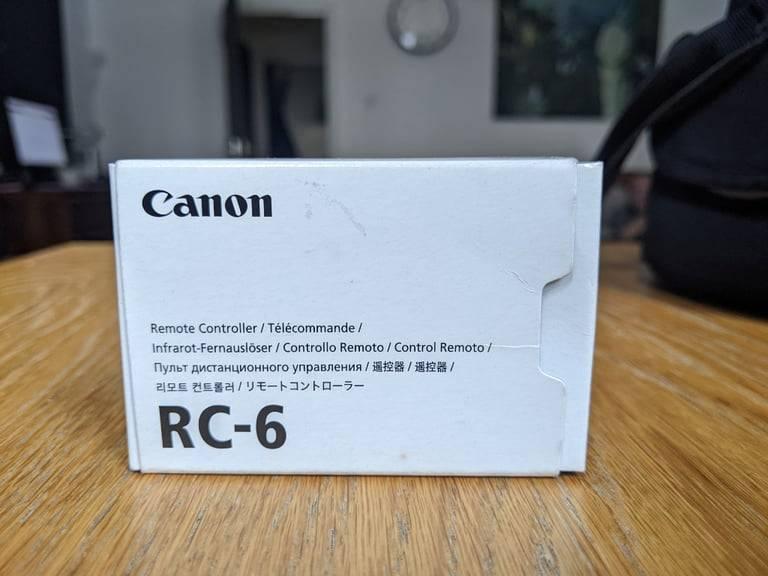 Canon
Remote Controller / Télécommande /
Infrarot-Fernauslöser / Controllo Remoto / Control Remoto /
Пульт дистанционного управления / 遥控器 / 遙控器 /
리모트 컨트롤러 / リモートコントローラー
RC-6